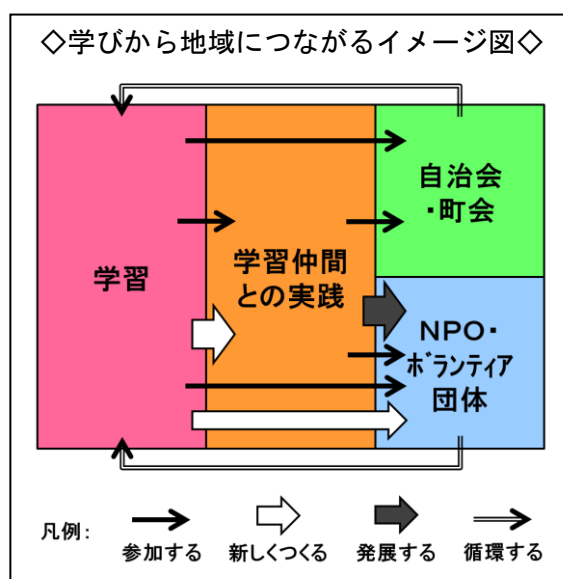 ◇学びから地域につながるイメージ図◇
学習
学習仲間
との実践
自治会
・町会
NPO・
ボランティア
団体
凡例:
参加する
新しくつくる
発展する
循環する